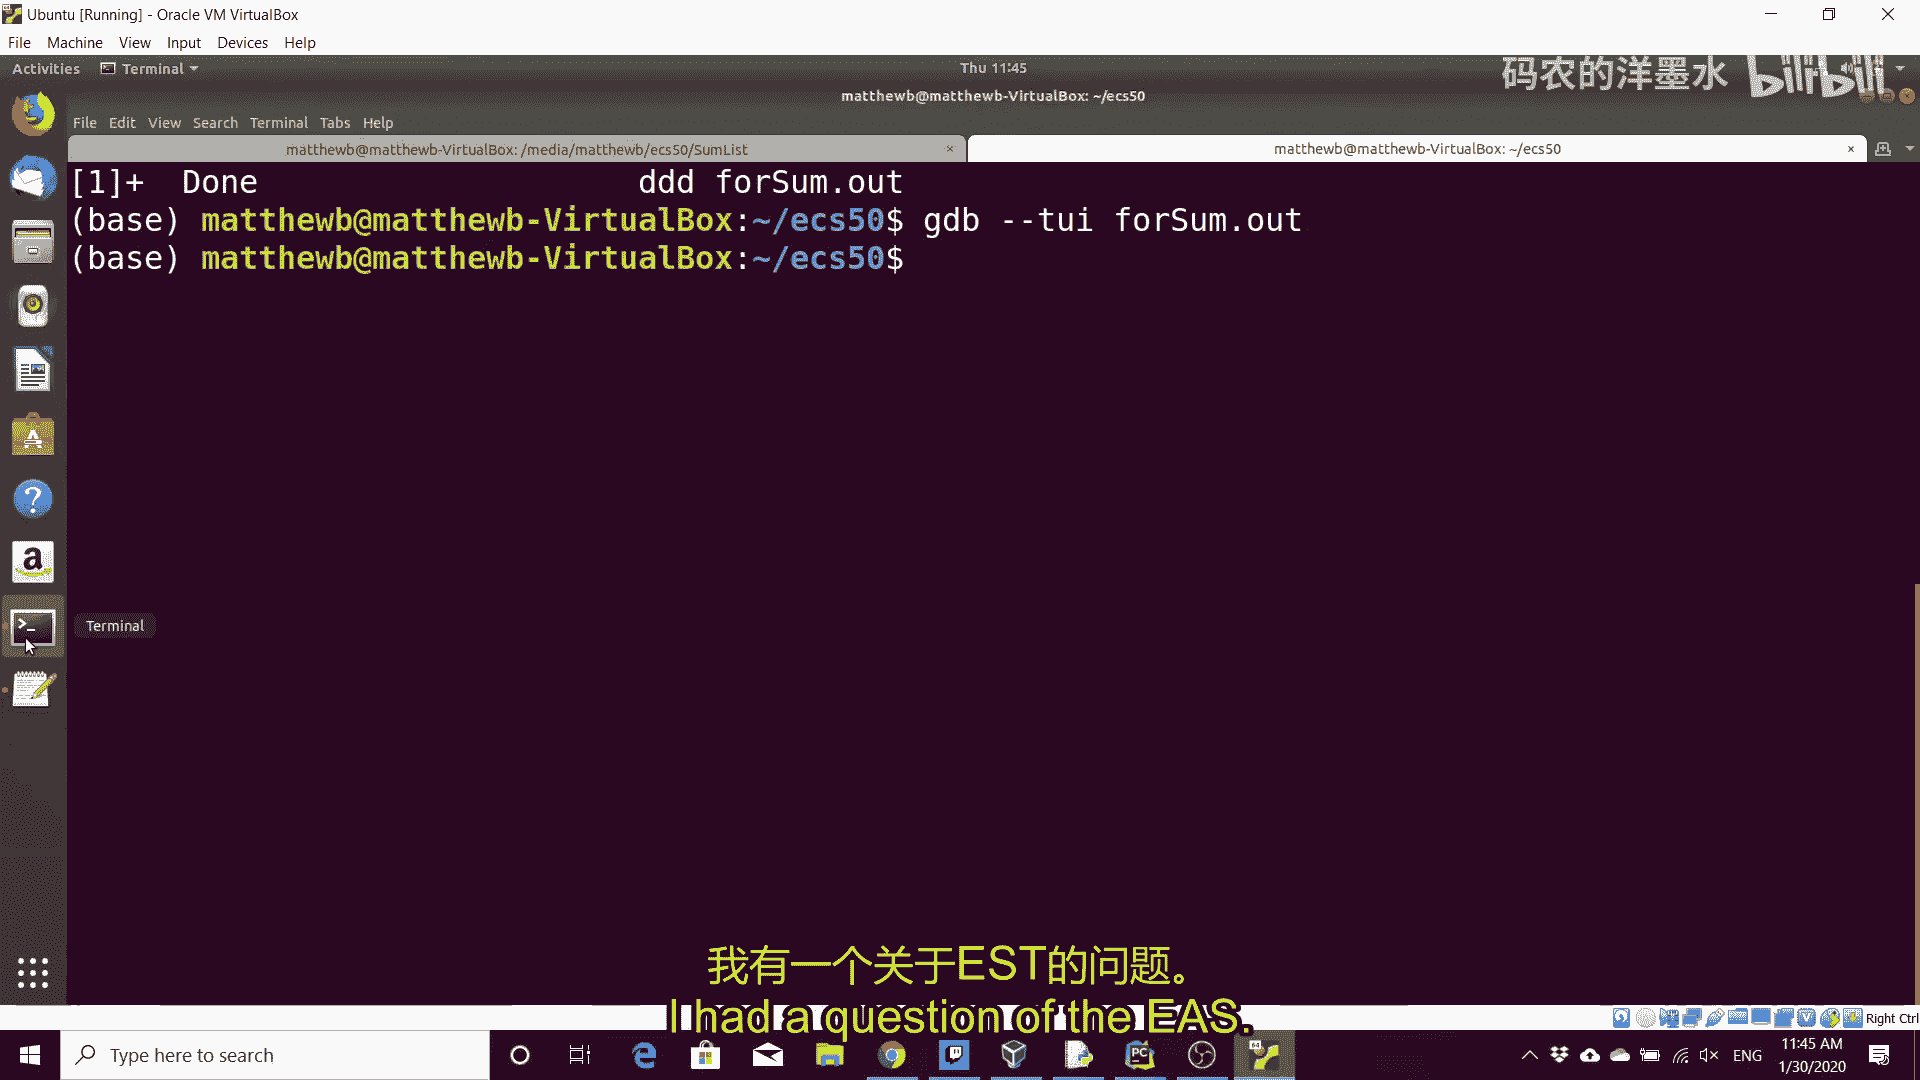 Ubuntu [Running] - Oracle VM VirtualBox
File Machine View Input Devices Help
Activities Terminal Thu 11:45
码农的洋墨水 bilibili
matthewb@matthewb-VirtualBox: ~/ecs50
File Edit View Search Terminal Tabs Help
matthewb@matthewb-VirtualBox: /media/matthewb/ecs50/SumList × matthewb@matthewb-VirtualBox: ~/ecs50 ×
[1]+ Done ddd forSum.out
(base) matthewb@matthewb-VirtualBox:~/ecs50$ gdb --tui forSum.out
(base) matthewb@matthewb-VirtualBox:~/ecs50$
Terminal
我有一个关于EST的问题。
I had a question of the EAS.
Right Ctrl
Type here to search
ENG
11:45 AM
1/30/2020